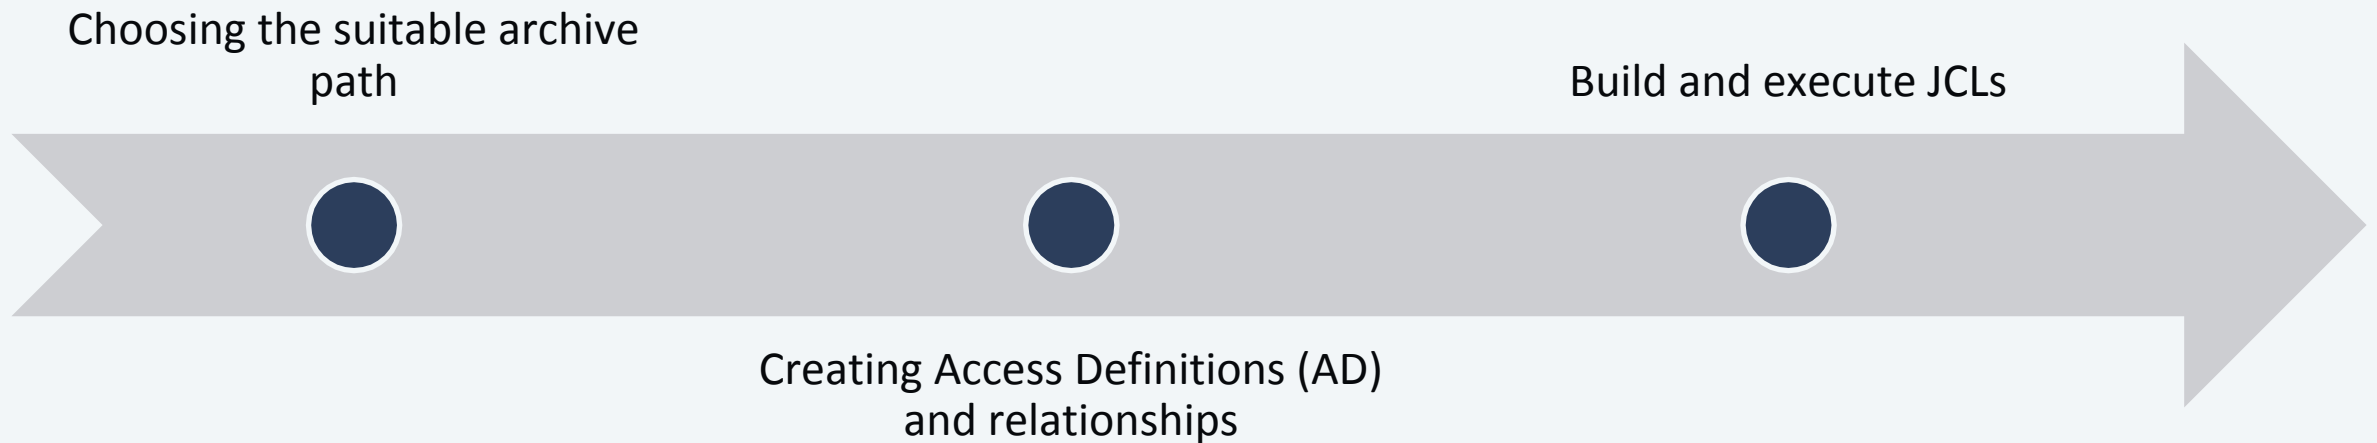 Choosing the suitable archive
path
Creating Access Definitions (AD)
and relationships
Build and execute JCLs